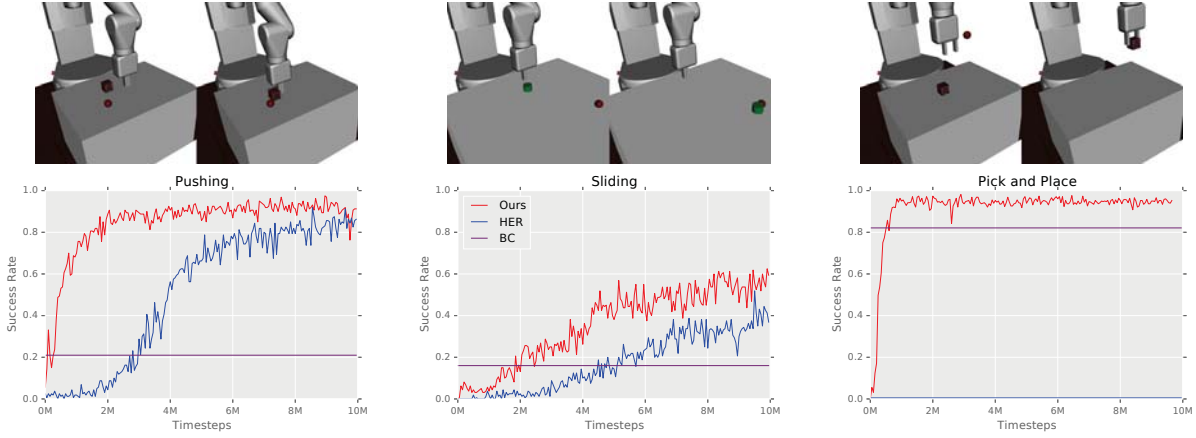 Pushing
Sliding
Pick and Place
Success Rate
1.0
0.8
0.6
0.4
0.2
0.0
0M
2M
4M
6M
8M
10M
Timesteps
Success Rate
1.0
0.8
0.6
0.4
0.2
0.0
Ours
HER
BC
0M
2M
4M
6M
8M
10M
Timesteps
Success Rate
1.0
0.8
0.6
0.4
0.2
0.0
0M
2M
4M
6M
8M
10M
Timesteps